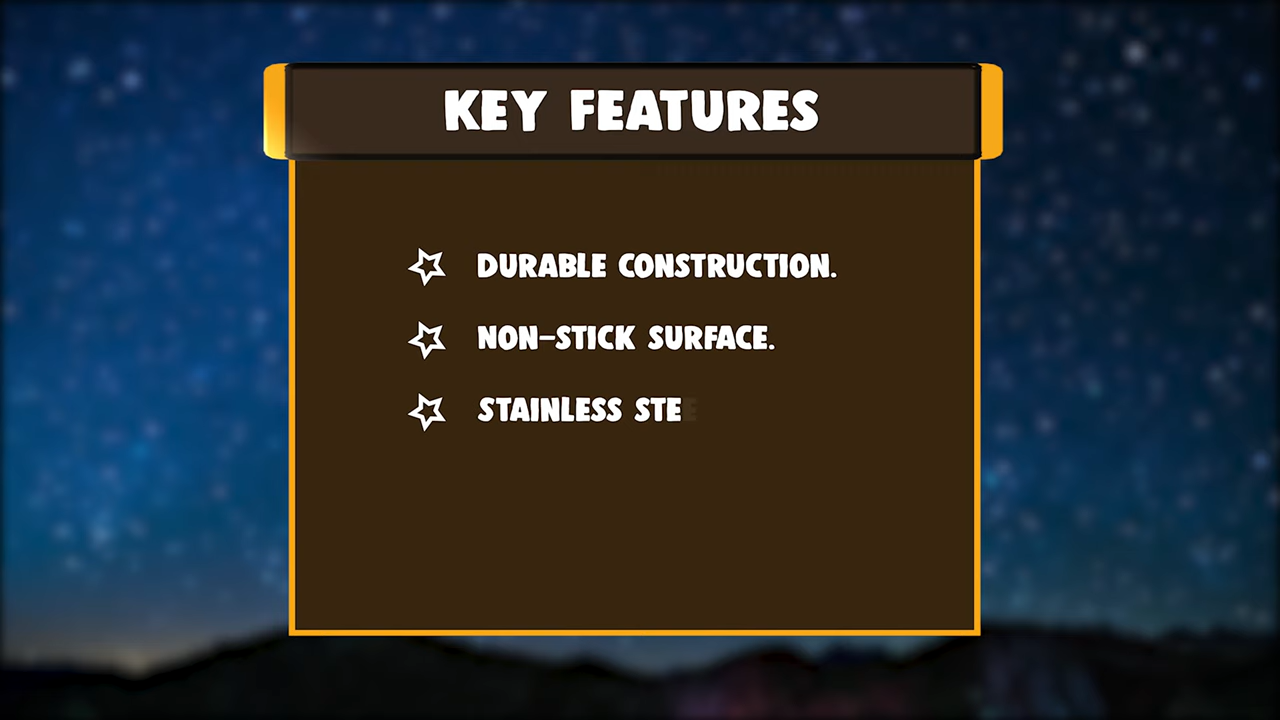 KEY FEATURES
DURABLE CONSTRUCTION.
NON-STICK SURFACE.
STAINLESS STE